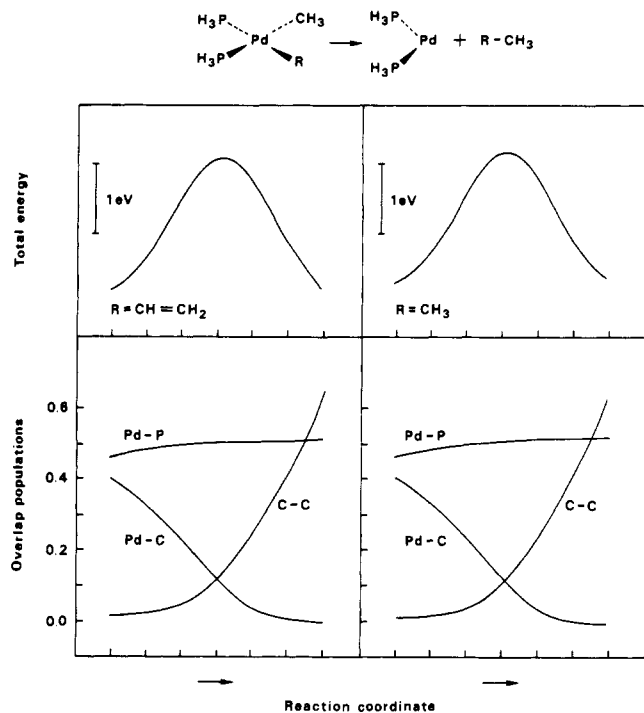 H3P CH3 H3P
Pd → Pd + R-CH3
H3P R H3P
Total energy
1eV
R=CH=CH2
1eV
R=CH3
Overlap populations
0.6
0.4
0.2
0.0
Pd-P
Pd-C
C-C
Pd-P
Pd-C
C-C
→ →
Reaction coordinate